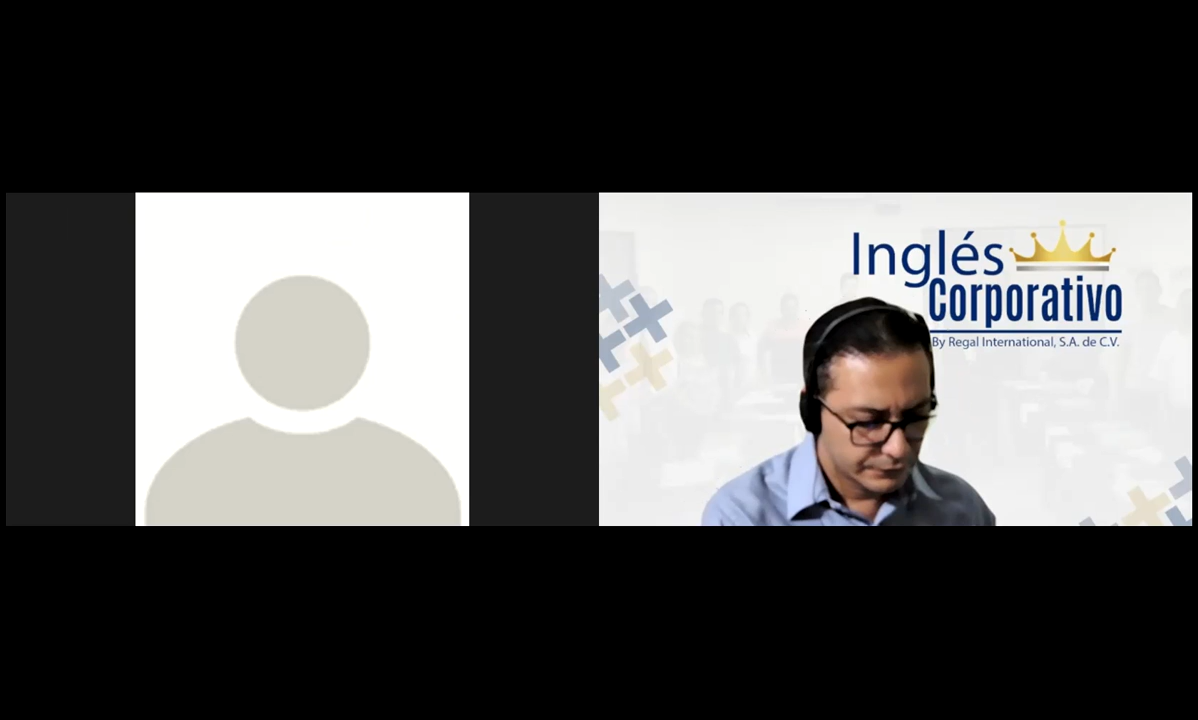 Inglés
Corporativo
By Regal International, S.A. de C.V.